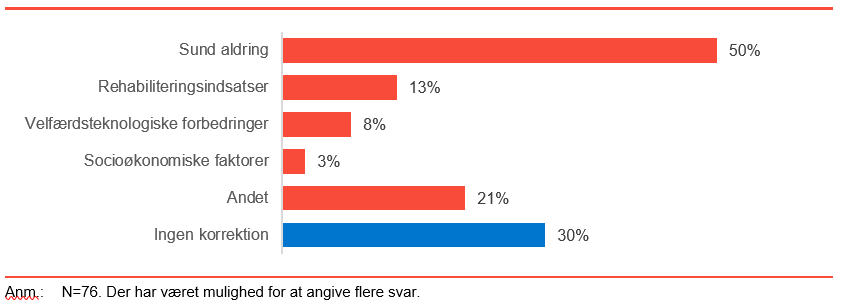 Sund aldring 50%
Rehabiliteringsindsatser 13%
Velfærdsteknologiske forbedringer 8%
Socioøkonomiske faktorer 3%
Andet 21%
Ingen korrektion 30%
Anm.: N=76. Der har været mulighed for at angive flere svar.